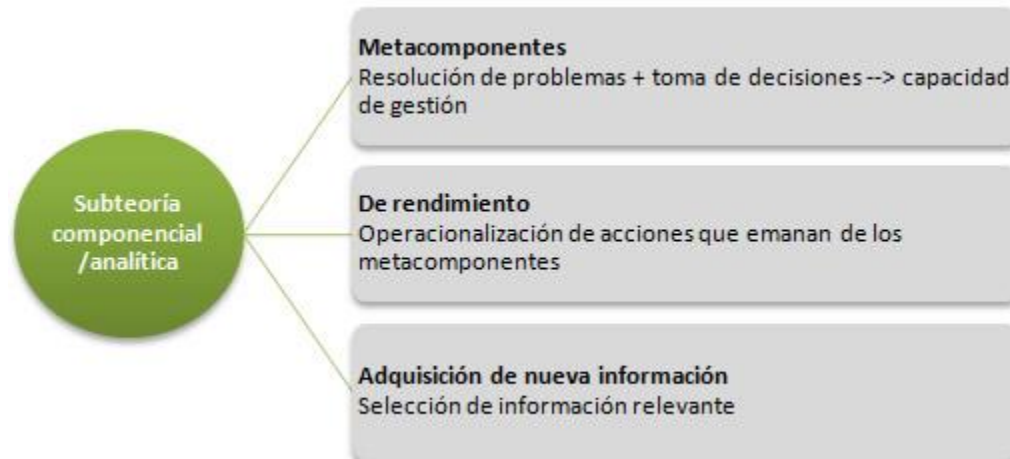 Subteoría
componencial
/analítica
Metacomponentes
Resolución de problemas + toma de decisiones --> capacidad
de gestión
De rendimiento
Operacionalización de acciones que emanan de los
metacomponentes
Adquisición de nueva información
Selección de información relevante